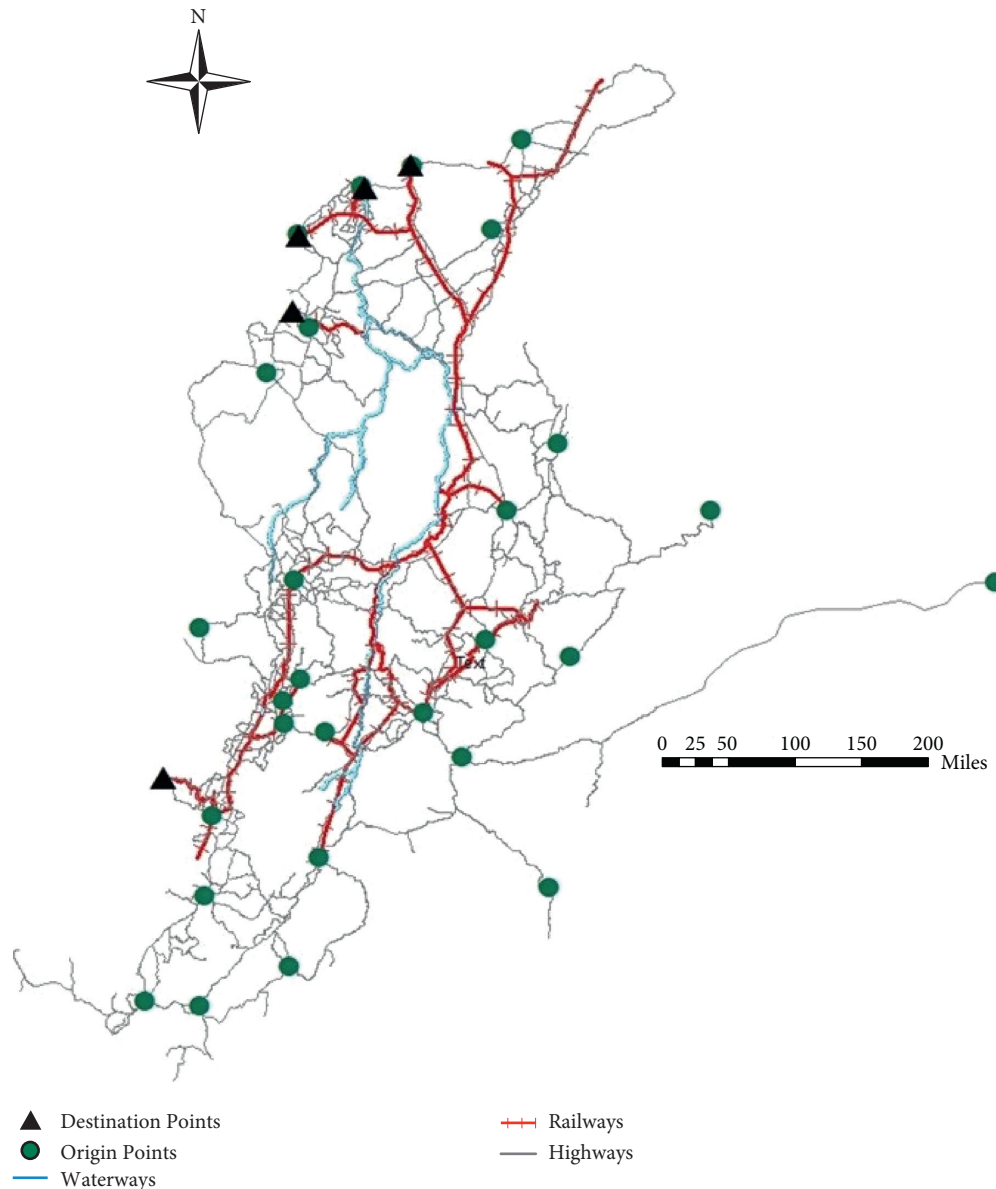 N
Text
0 25 50 100 150 200
Miles
Destination Points
Origin Points
Waterways
Railways
Highways